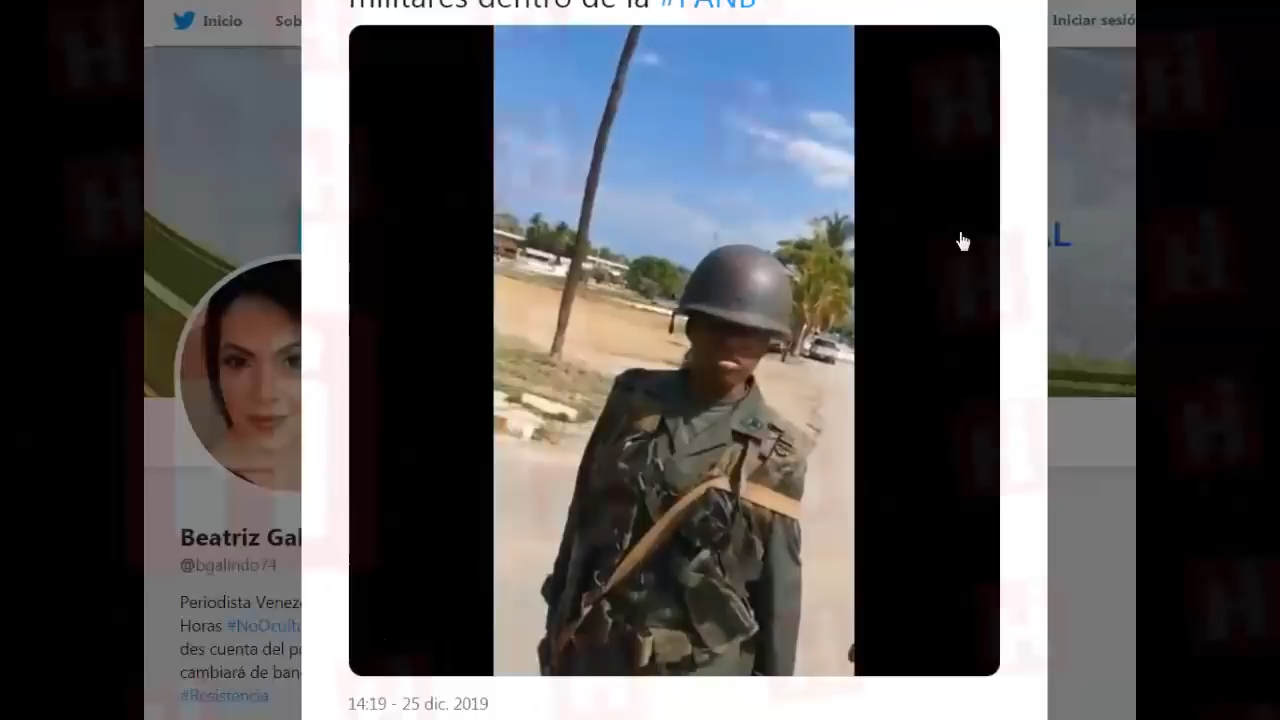 Inicio
militares dentro de la #FANB
Iniciar sesió
Beatriz Gal
@bgalindo74
Periodista Venez
Horas #NoOcult
des cuenta del p
cambiará de ban
#Resistencia
14:19 - 25 dic. 2019